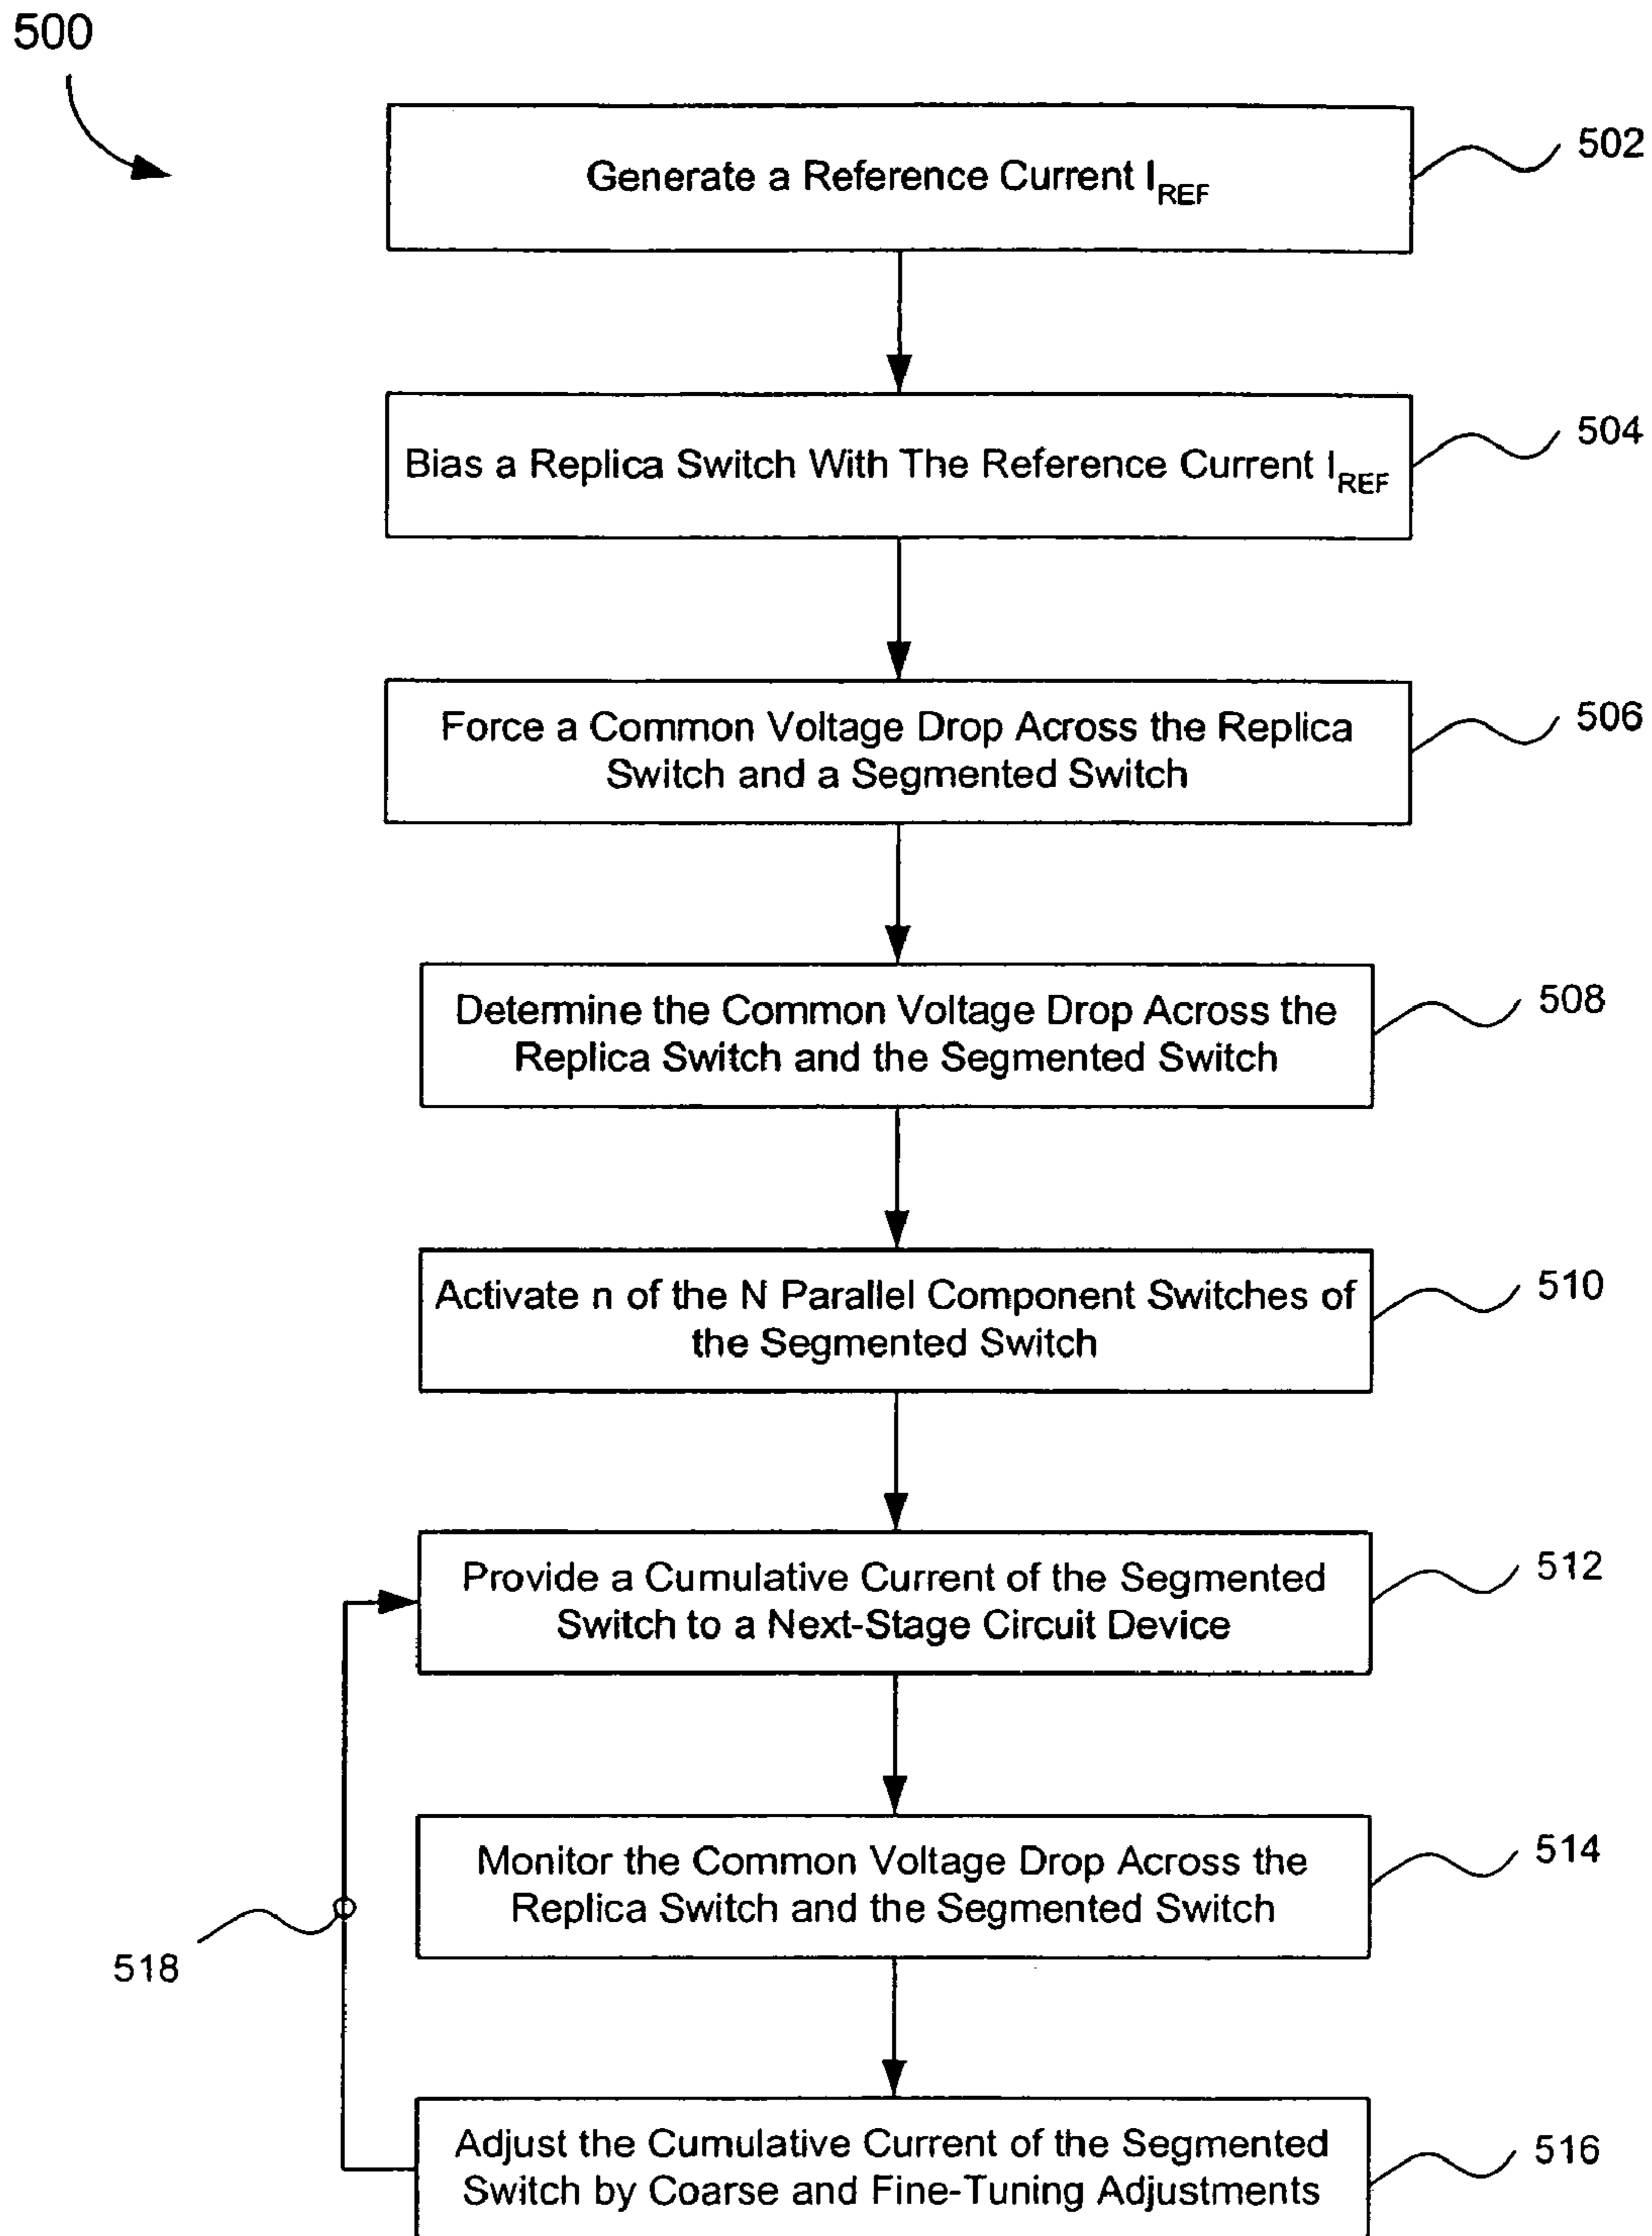 500
Generate a Reference Current I_REF
502
Bias a Replica Switch With The Reference Current I_REF
504
Force a Common Voltage Drop Across the Replica
Switch and a Segmented Switch
506
Determine the Common Voltage Drop Across the
Replica Switch and the Segmented Switch
508
Activate n of the N Parallel Component Switches of
the Segmented Switch
510
Provide a Cumulative Current of the Segmented
Switch to a Next-Stage Circuit Device
512
Monitor the Common Voltage Drop Across the
Replica Switch and the Segmented Switch
514
518
Adjust the Cumulative Current of the Segmented
Switch by Coarse and Fine-Tuning Adjustments
516